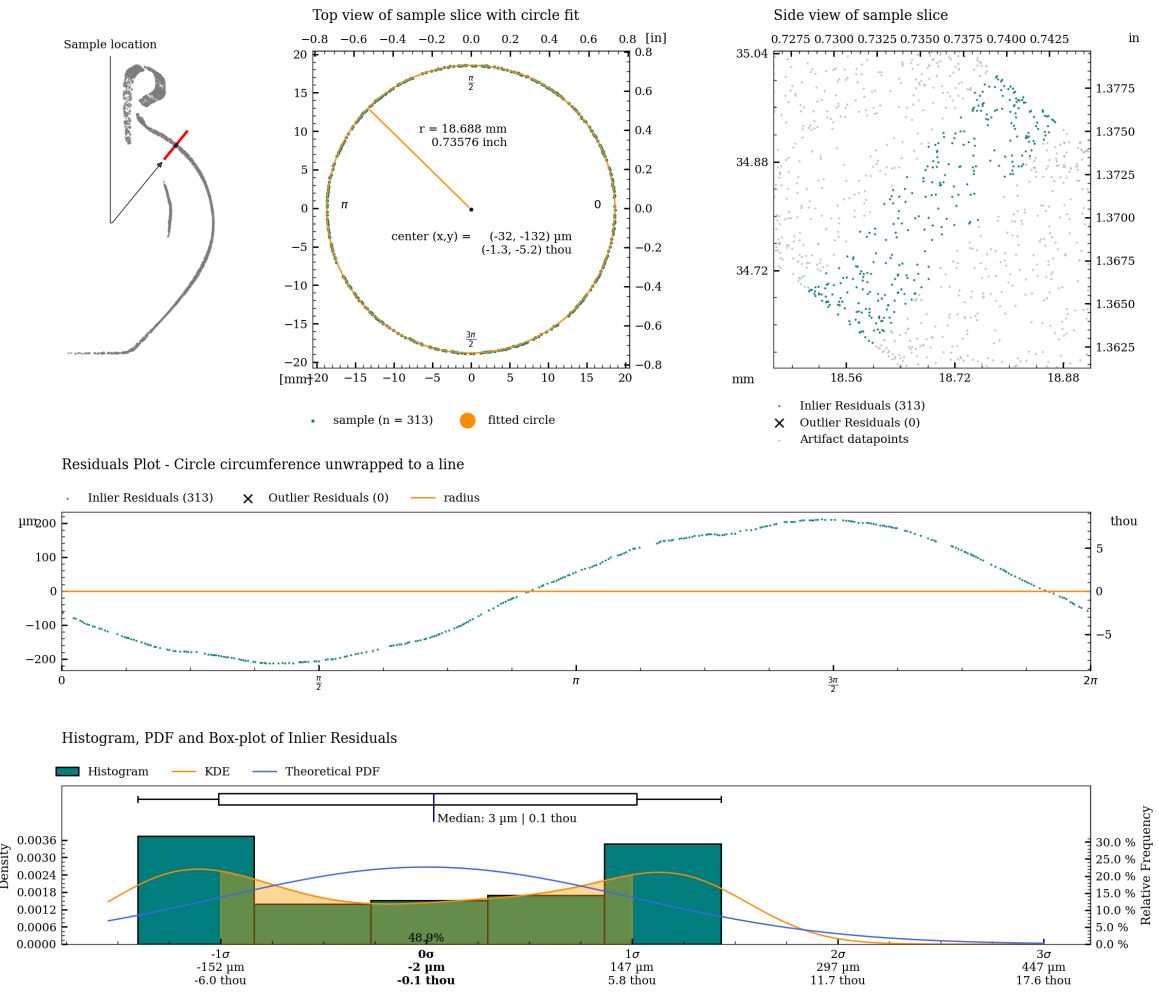 Sample location
Top view of sample slice with circle fit
−0.8 −0.6 −0.4 −0.2 0.0 0.2 0.4 0.6 0.8 [in]
20 15 10 5 0 −5 −10 −15 −20
0.8 0.6 0.4 0.2 0.0 −0.2 −0.4 −0.6 −0.8
π/2
r = 18.688 mm
0.73576 inch
π 0
center (x,y) = (-32, -132) µm
(-1.3, -5.2) thou
3π/2
[mm] −20 −15 −10 −5 0 5 10 15 20
sample (n = 313) fitted circle
Side view of sample slice
0.7275 0.7300 0.7325 0.7350 0.7375 0.7400 0.7425 in
35.04 34.88 34.72
1.3775 1.3750 1.3725 1.3700 1.3675 1.3650 1.3625
mm 18.56 18.72 18.88
Inlier Residuals (313)
Outlier Residuals (0)
Artifact datapoints
Residuals Plot - Circle circumference unwrapped to a line
Inlier Residuals (313) Outlier Residuals (0) radius
µm thou
200 100 0 −100 −200
5 0 −5
0 π/2 π 3π/2 2π
Histogram, PDF and Box-plot of Inlier Residuals
Histogram KDE Theoretical PDF
Median: 3 µm | 0.1 thou
Density
0.0036 0.0030 0.0024 0.0018 0.0012 0.0006 0.0000
30.0 % 25.0 % 20.0 % 15.0 % 10.0 % 5.0 % 0.0 %
Relative Frequency
48.9%
-1σ 0σ 1σ 2σ 3σ
-152 µm -2 µm 147 µm 297 µm 447 µm
-6.0 thou -0.1 thou 5.8 thou 11.7 thou 17.6 thou